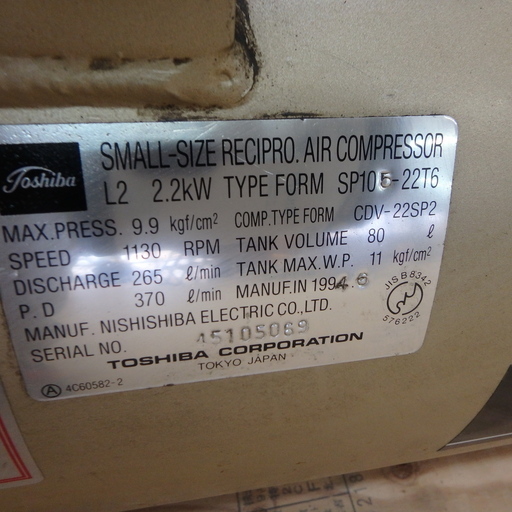 Toshiba
SMALL-SIZE RECIPRO. AIR COMPRESSOR
L2 2.2kW TYPE FORM SP105-22T6
MAX.PRESS. 9.9 kgf/cm² COMP.TYPE FORM CDV-22SP2
SPEED 1130 RPM TANK VOLUME 80 ℓ
DISCHARGE 265 ℓ/min TANK MAX.W.P. 11 kgf/cm²
P.D 370 ℓ/min MANUF.IN 1994.6
JIS B 8342
576222
MANUF. NISHISHIBA ELECTRIC CO.,LTD.
SERIAL NO. 45105069
TOSHIBA CORPORATION
TOKYO JAPAN
A 4C60582-2